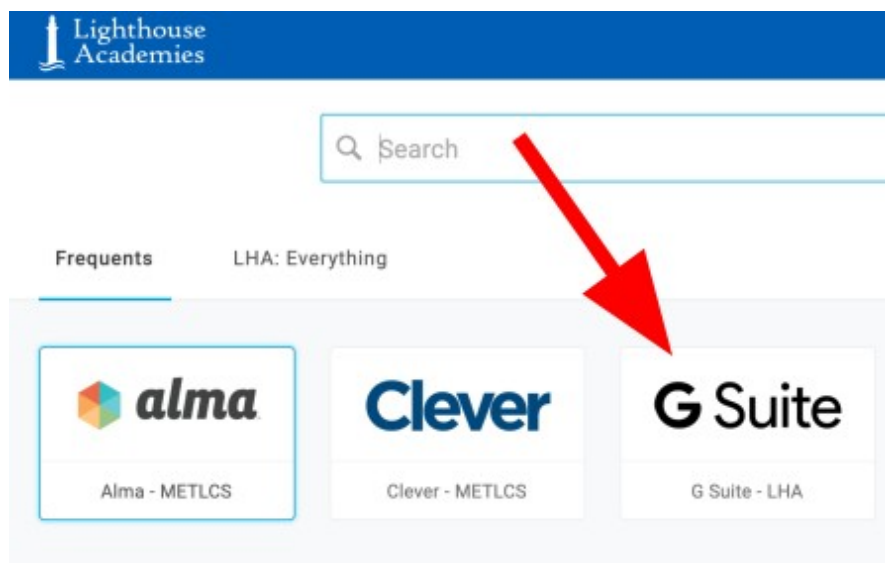 Lighthouse
Academies
Search
Frequents LHA: Everything
alma Clever G Suite
Alma - METLCS Clever - METLCS G Suite - LHA